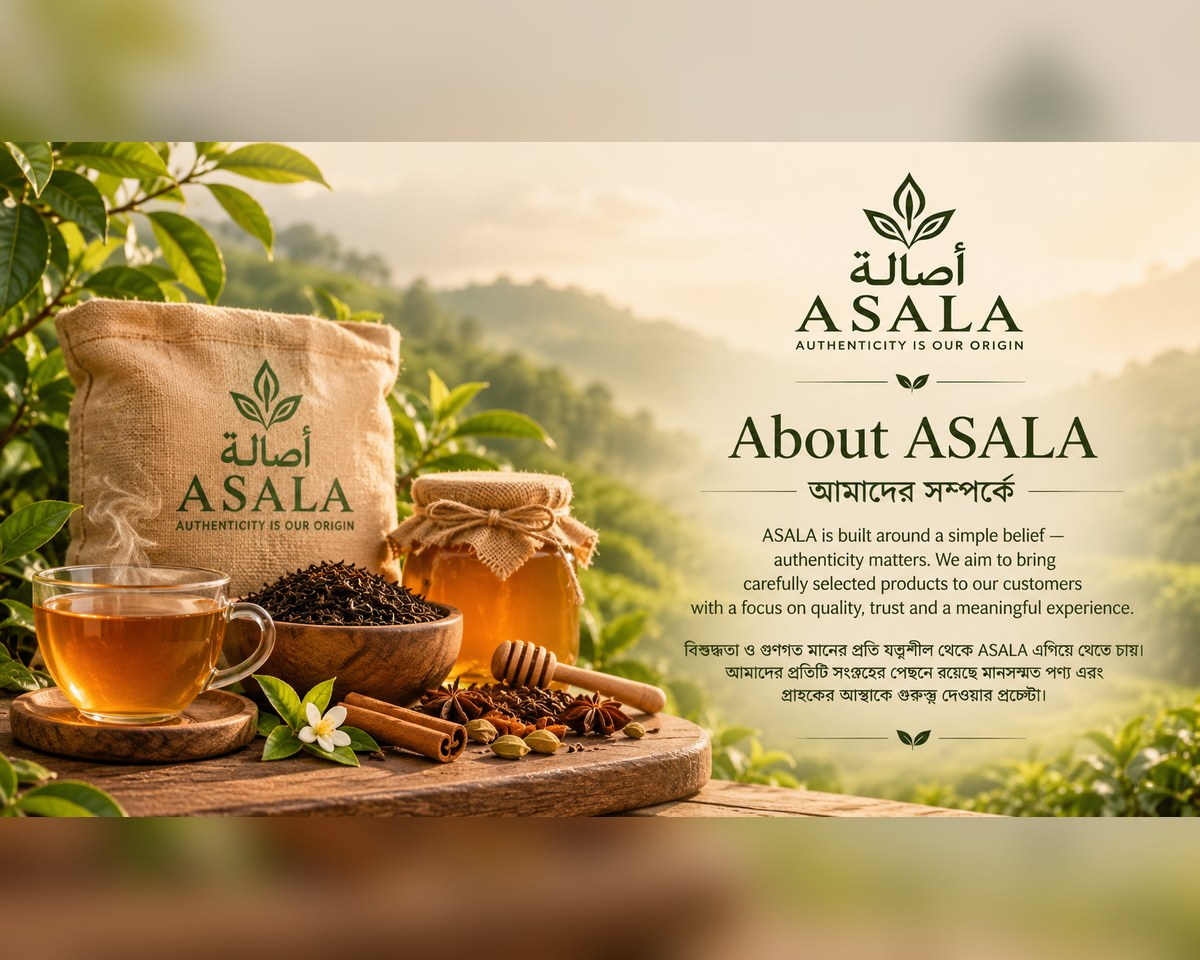 أصالة
ASALA
AUTHENTICITY IS OUR ORIGIN
أصالة
ASALA
AUTHENTICITY IS OUR ORIGIN
About ASALA
আমাদের সম্পর্কে
ASALA is built around a simple belief —
authenticity matters. We aim to bring
carefully selected products to our customers
with a focus on quality, trust and a meaningful experience.
বিশুদ্ধতা ও গুণগত মানের প্রতি যত্নশীল থেকে ASALA এগিয়ে যেতে চায়।
আমাদের প্রতিটি সংগ্রহের পেছনে রয়েছে মানসম্মত পণ্য এবং
গ্রাহকের আস্থাকে দেওয়ার প্রচেষ্টা।